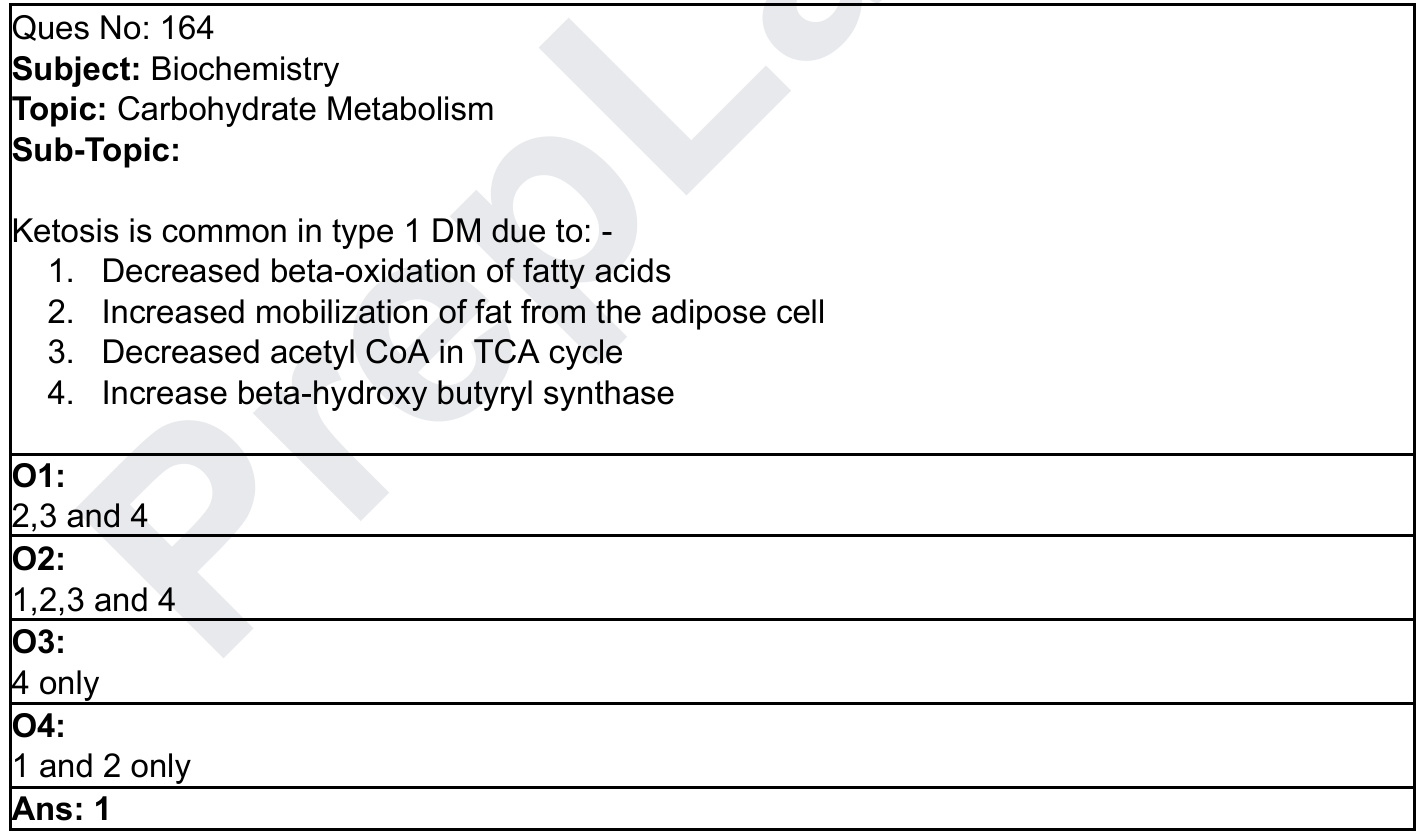 Ques No: 164
Subject: Biochemistry
Topic: Carbohydrate Metabolism
Sub-Topic:
Ketosis is common in type 1 DM due to: -
1. Decreased beta-oxidation of fatty acids
2. Increased mobilization of fat from the adipose cell
3. Decreased acetyl CoA in TCA cycle
4. Increase beta-hydroxy butyryl synthase
O1:
2,3 and 4
O2:
1,2,3 and 4
O3:
4 only
O4:
1 and 2 only
Ans: 1